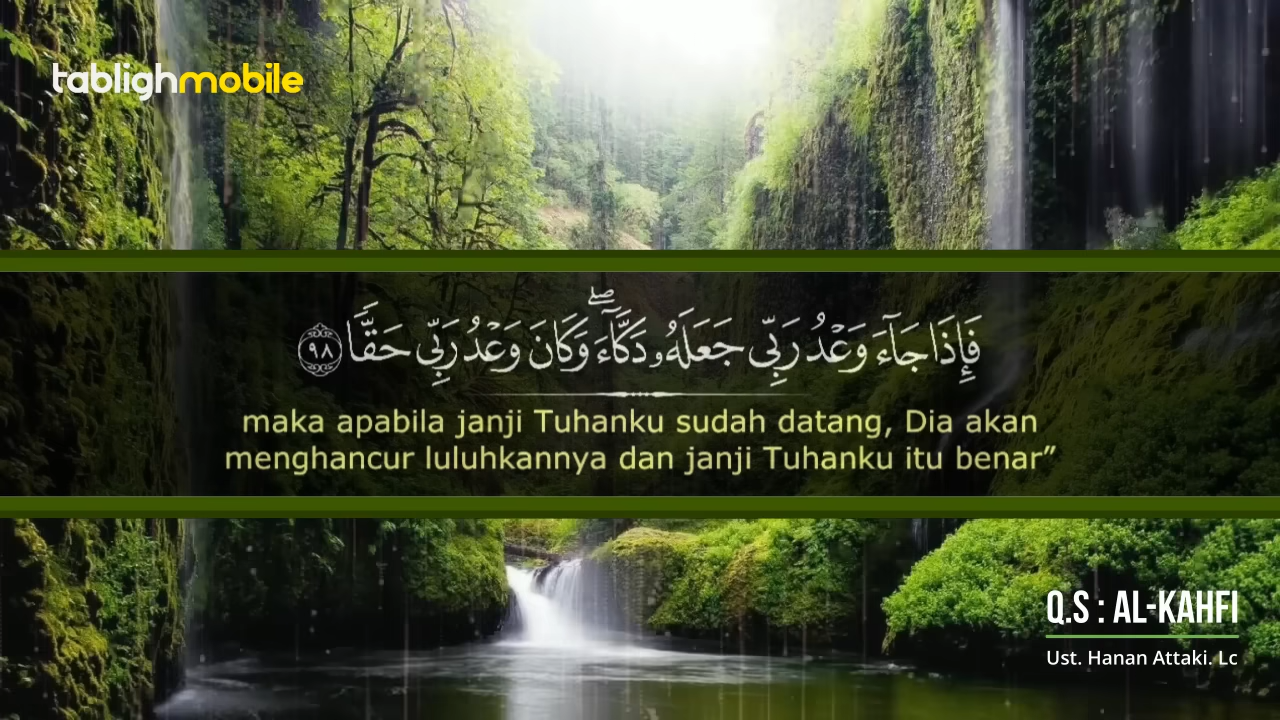 tablighmobile
فَإِذَا جَآءَ وَعْدُ رَبِّى جَعَلَهُۥ دَكَّآءَ ۖ وَكَانَ وَعْدُ رَبِّى حَقًّا ٩٨
maka apabila janji Tuhanku sudah datang, Dia akan
menghancur luluhkannya dan janji Tuhanku itu benar”
Q.S : AL-KAHFI
Ust. Hanan Attaki. Lc